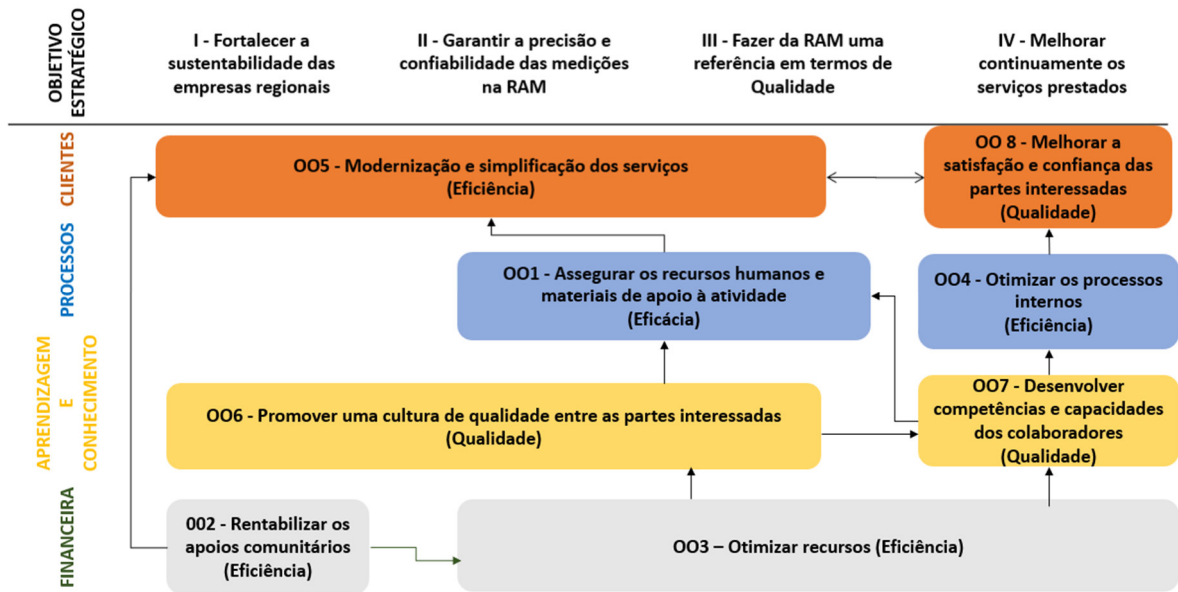 OBJETIVO
ESTRATÉGICO
I - Fortalecer a
sustentabilidade das
empresas regionais
II - Garantir a precisão e
confiabilidade das medições
na RAM
III - Fazer da RAM uma
referência em termos de
Qualidade
IV - Melhorar
continuamente os
serviços prestados
CLIENTES
OO5 - Modernização e simplificação dos serviços
(Eficiência)
OO 8 - Melhorar a
satisfação e confiança das
partes interessadas
(Qualidade)
PROCESSOS
OO1 - Assegurar os recursos humanos e
materiais de apoio à atividade
(Eficácia)
OO4 - Otimizar os processos
internos
(Eficiência)
APRENDIZAGEM
E
CONHECIMENTO
OO6 - Promover uma cultura de qualidade entre as partes interessadas
(Qualidade)
OO7 - Desenvolver
competências e capacidades
dos colaboradores
(Qualidade)
FINANCEIRA
002 - Rentabilizar os
apoios comunitários
(Eficiência)
OO3 – Otimizar recursos (Eficiência)